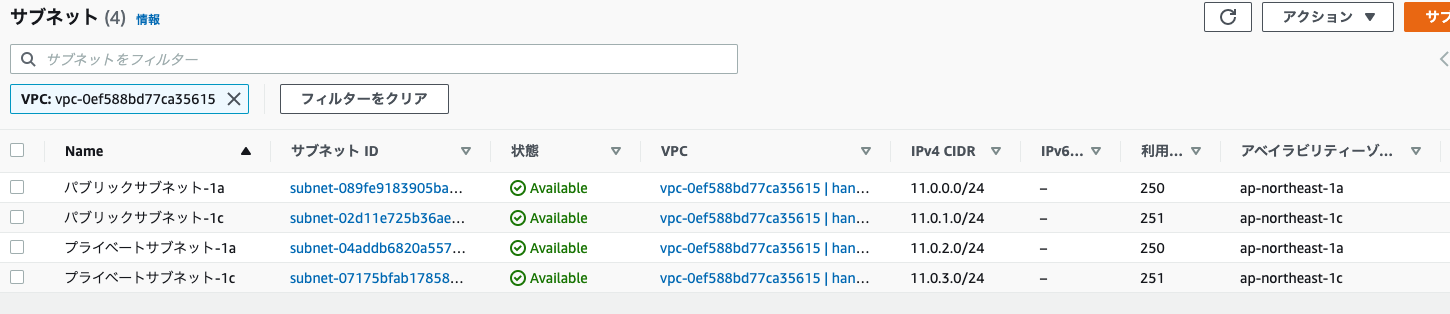 サブネット (4) 情報
アクション
サブ
サブネットをフィルター
VPC: vpc-0ef588bd77ca35615
フィルターをクリア
Name サブネット ID 状態 VPC IPv4 CIDR IPv6... 利用... アベイラビリティーゾ...
パブリックサブネット-1a subnet-089fe9183905ba... Available vpc-0ef588bd77ca35615 | han... 11.0.0.0/24 – 250 ap-northeast-1a
パブリックサブネット-1c subnet-02d11e725b36ae... Available vpc-0ef588bd77ca35615 | han... 11.0.1.0/24 – 251 ap-northeast-1c
プライベートサブネット-1a subnet-04addb6820a557... Available vpc-0ef588bd77ca35615 | han... 11.0.2.0/24 – 250 ap-northeast-1a
プライベートサブネット-1c subnet-07175bfab17858... Available vpc-0ef588bd77ca35615 | han... 11.0.3.0/24 – 251 ap-northeast-1c